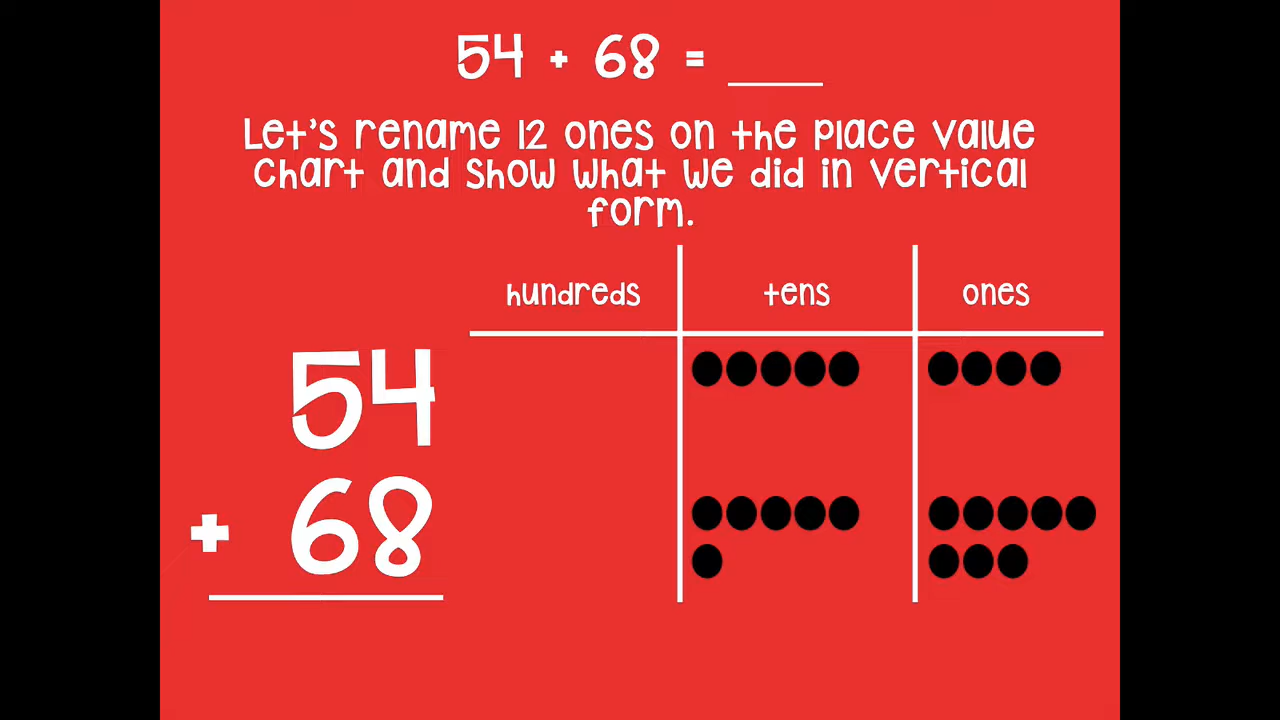 54 + 68 = ____
Let's rename 12 ones on the place value
chart and show what we did in vertical
form.
hundreds tens ones
54
+ 68